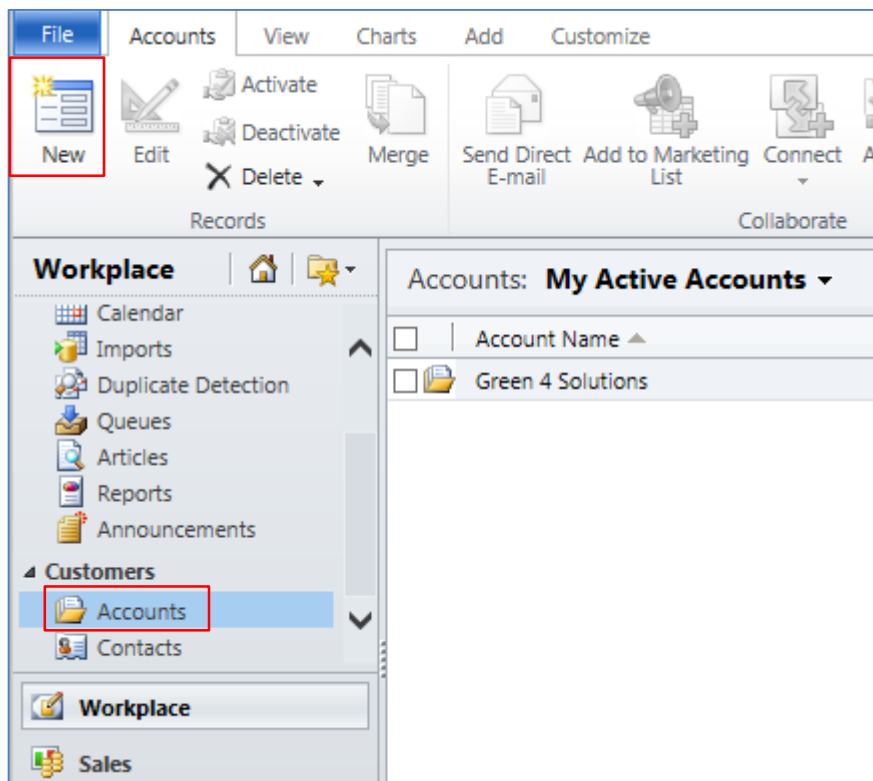 File Accounts View Charts Add Customize
New
Edit
Activate
Deactivate
Delete
Merge
Send Direct
E-mail
Add to Marketing
List
Connect
Records
Collaborate
Workplace
Calendar
Imports
Duplicate Detection
Queues
Articles
Reports
Announcements
Customers
Accounts
Contacts
Workplace
Sales
Accounts: My Active Accounts
Account Name
Green 4 Solutions